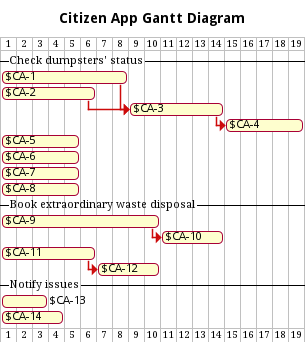 Citizen App Gantt Diagram
1 2 3 4 5 6 7 8 9 10 11 12 13 14 15 16 17 18 19
Check dumpsters' status
$CA-1
$CA-2
$CA-3
$CA-4
$CA-5
$CA-6
$CA-7
$CA-8
Book extraordinary waste disposal
$CA-9
$CA-10
$CA-11
$CA-12
Notify issues
$CA-13
$CA-14
1 2 3 4 5 6 7 8 9 10 11 12 13 14 15 16 17 18 19